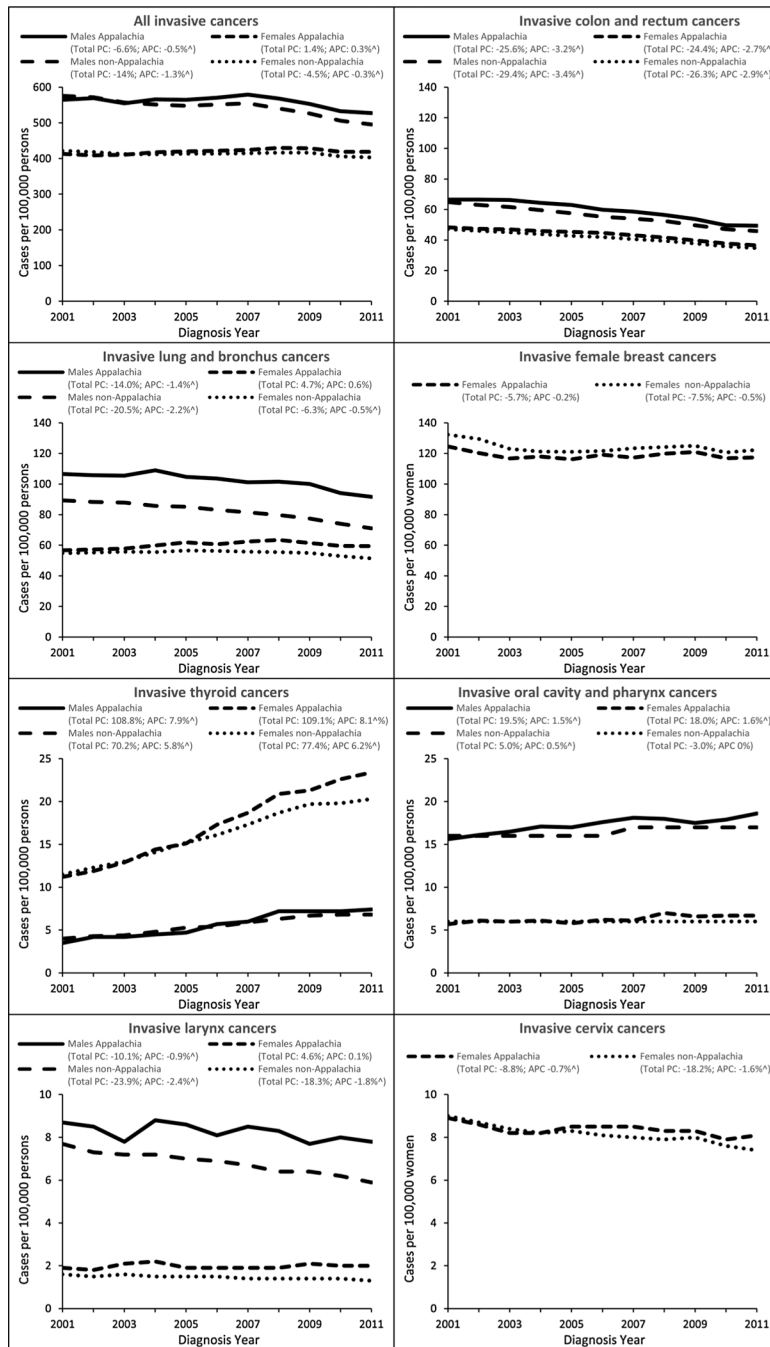 All invasive cancers
Males Appalachia
(Total PC: -6.6%; APC: -0.5%^)
Females Appalachia
(Total PC: 1.4%; APC: 0.3%^)
Males non-Appalachia
(Total PC: -14%; APC: -1.3%^)
Females non-Appalachia
(Total PC: -4.5%; APC -0.3%^)
Cases per 100,000 persons
600
500
400
300
200
100
0
2001 2003 2005 2007 2009 2011
Diagnosis Year
Invasive colon and rectum cancers
Males Appalachia
(Total PC: -25.6%; APC: -3.2%^)
Females Appalachia
(Total PC: -24.4%; APC: -2.7%^)
Males non-Appalachia
(Total PC: -29.4%; APC: -3.4%^)
Females non-Appalachia
(Total PC: -26.3%; APC -2.9%^)
Cases per 100,000 persons
140
120
100
80
60
40
20
0
2001 2003 2005 2007 2009 2011
Diagnosis Year
Invasive lung and bronchus cancers
Males Appalachia
(Total PC: -14.0%; APC: -1.4%^)
Females Appalachia
(Total PC: 4.7%; APC: 0.6%)
Males non-Appalachia
(Total PC: -20.5%; APC: -2.2%^)
Females non-Appalachia
(Total PC: -6.3%; APC -0.5%^)
Cases per 100,000 persons
140
120
100
80
60
40
20
0
2001 2003 2005 2007 2009 2011
Diagnosis Year
Invasive female breast cancers
Females Appalachia
(Total PC: -5.7%; APC -0.2%)
Females non-Appalachia
(Total PC: -7.5%; APC: -0.5%)
Cases per 100,000 women
140
120
100
80
60
40
20
0
2001 2003 2005 2007 2009 2011
Diagnosis Year
Invasive thyroid cancers
Males Appalachia
(Total PC: 108.8%; APC: 7.9%^)
Females Appalachia
(Total PC: 109.1%; APC: 8.1^%)
Males non-Appalachia
(Total PC: 70.2%; APC: 5.8%^)
Females non-Appalachia
(Total PC: 77.4%; APC 6.2%^)
Cases per 100,000 persons
25
20
15
10
5
0
2001 2003 2005 2007 2009 2011
Diagnosis Year
Invasive oral cavity and pharynx cancers
Males Appalachia
(Total PC: 19.5%; APC: 1.5%^)
Females Appalachia
(Total PC: 18.0%; APC: 1.6%^)
Males non-Appalachia
(Total PC: 5.0%; APC: 0.5%^)
Females non-Appalachia
(Total PC: -3.0%; APC 0%)
Cases per 100,000 persons
25
20
15
10
5
0
2001 2003 2005 2007 2009 2011
Diagnosis Year
Invasive larynx cancers
Males Appalachia
(Total PC: -10.1%; APC: -0.9%^)
Females Appalachia
(Total PC: 4.6%; APC: 0.1%)
Males non-Appalachia
(Total PC: -23.9%; APC: -2.4%^)
Females non-Appalachia
(Total PC: -18.3%; APC -1.8%^)
Cases per 100,000 persons
10
8
6
4
2
0
2001 2003 2005 2007 2009 2011
Diagnosis Year
Invasive cervix cancers
Females Appalachia
(Total PC: -8.8%; APC -0.7%^)
Females non-Appalachia
(Total PC: -18.2%; APC: -1.6%^)
Cases per 100,000 women
10
8
6
4
2
0
2001 2003 2005 2007 2009 2011
Diagnosis Year